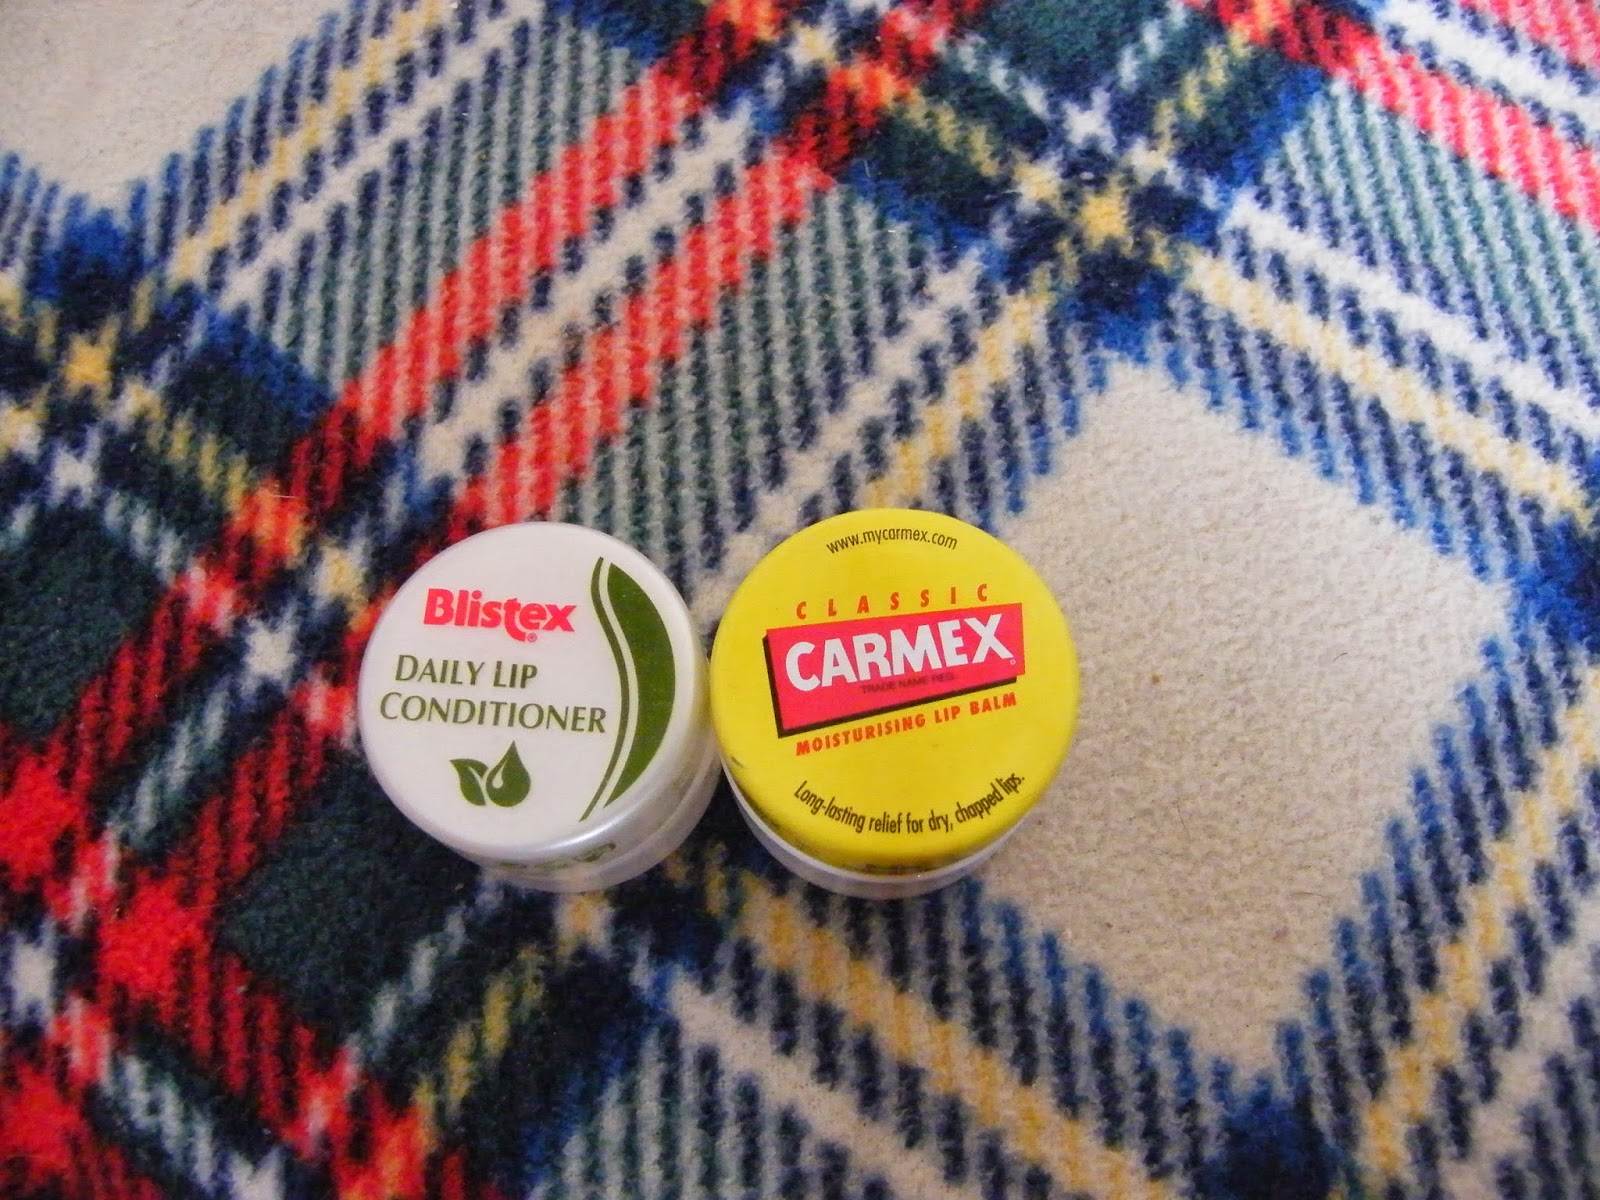 Blistex®
DAILY LIP
CONDITIONER
www.mycarmex.com
CLASSIC
CARMEX®
TRADE NAME REG.
MOISTURISING LIP BALM
Long-lasting relief for dry, chapped lips.